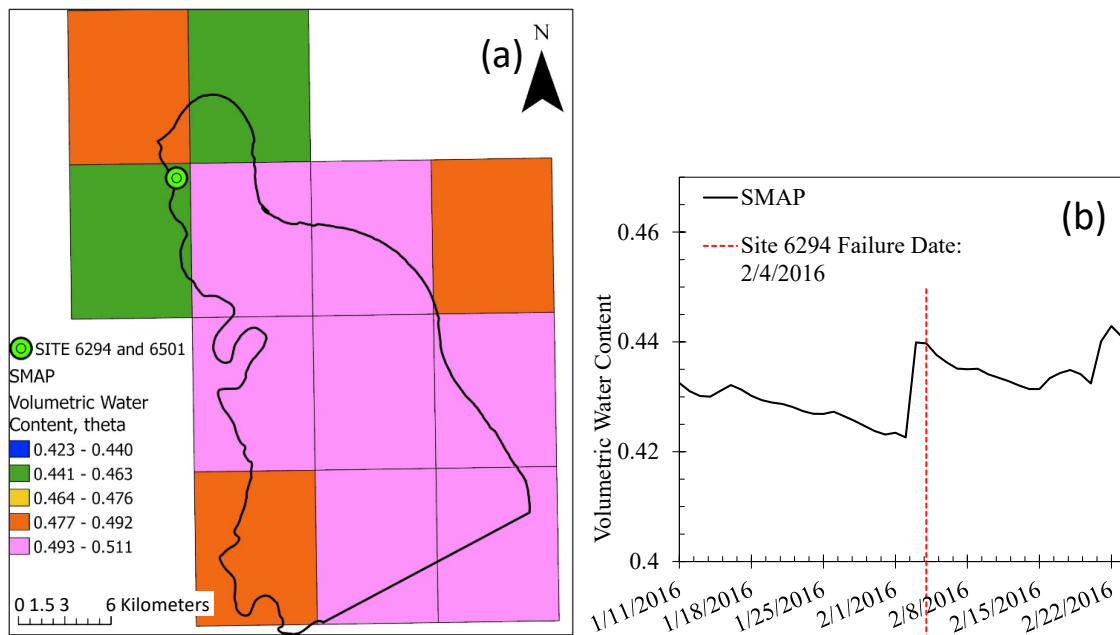 (a)
N
SITE 6294 and 6501
SMAP
Volumetric Water
Content, theta
0.423 - 0.440
0.441 - 0.463
0.464 - 0.476
0.477 - 0.492
0.493 - 0.511
0 1.5 3 6 Kilometers
(b)
SMAP
Site 6294 Failure Date:
2/4/2016
Volumetric Water Content
0.46
0.44
0.42
0.4
1/11/2016
1/18/2016
1/25/2016
2/1/2016
2/8/2016
2/15/2016
2/22/2016